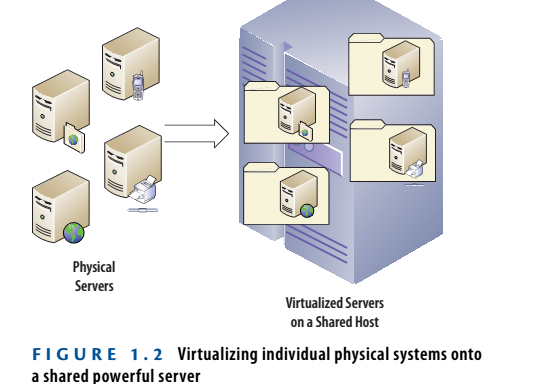 Physical
Servers
Virtualized Servers
on a Shared Host
FIGURE 1.2 Virtualizing individual physical systems onto
a shared powerful server